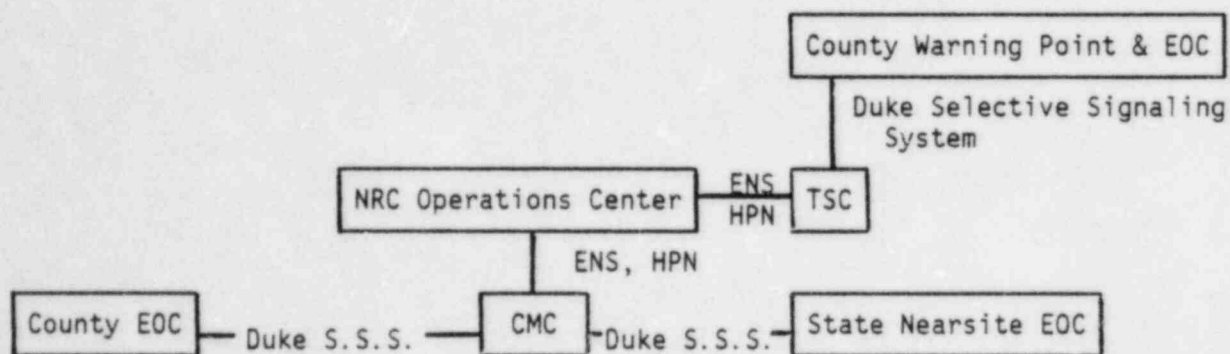 County Warning Point & EOC
Duke Selective Signaling
System
NRC Operations Center
ENS
HPN
TSC
ENS, HPN
County EOC
Duke S.S.S.
CMC
Duke S.S.S.
State Nearsite EOC